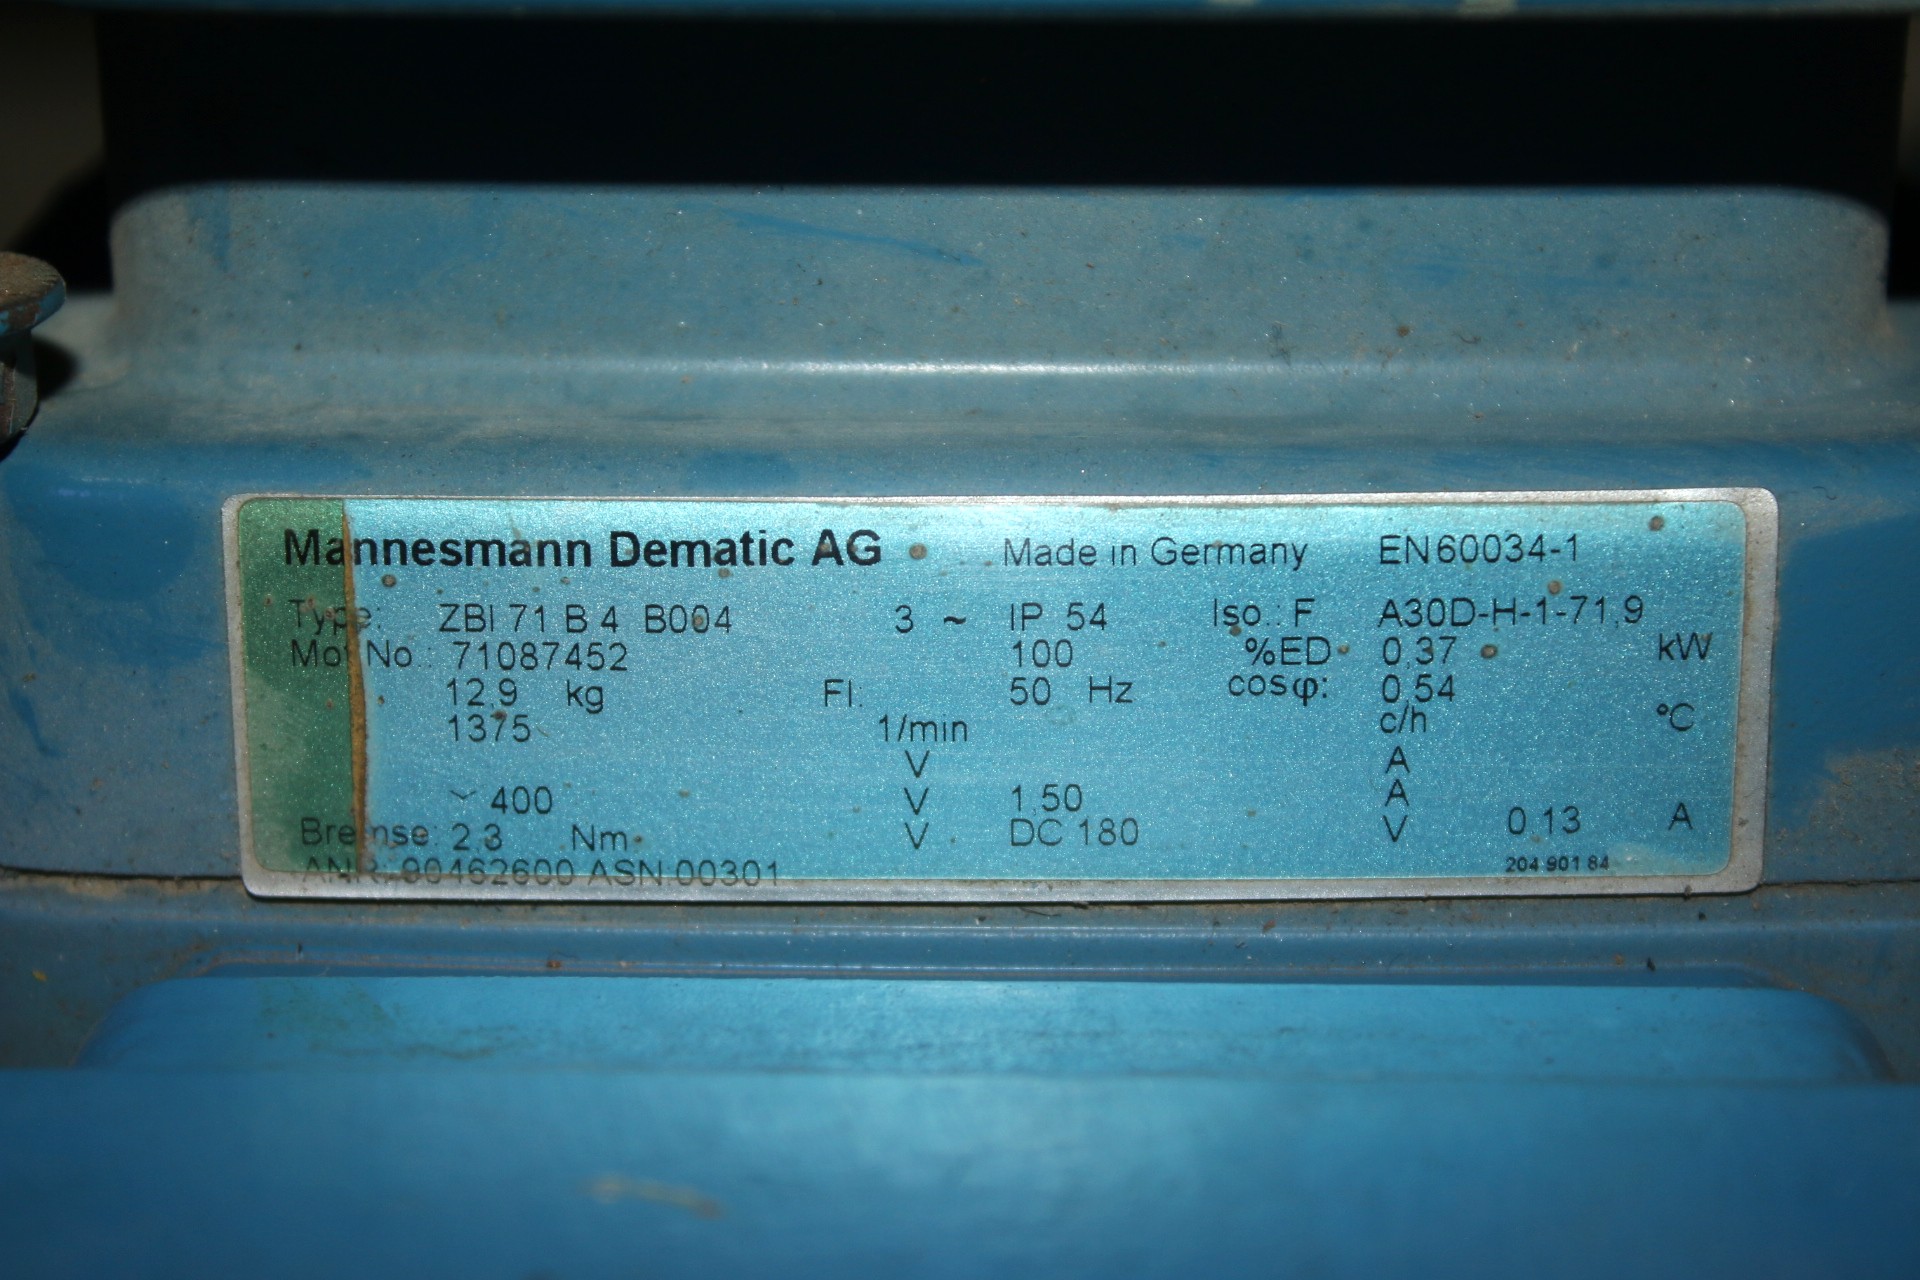 Mannesmann Dematic AG Made in Germany EN60034-1
Type: ZBI 71 B 4 B004 3 ~ IP 54 Iso.: F A30D-H-1-71,9
Mot No.: 71087452 100 %ED 0,37 kW
12,9 kg Fl. 50 Hz cosφ: 0,54
1375 1/min c/h °C
V A
400 V 1,50 A
Bremse: 2,3 Nm V DC 180 V 0,13 A
ANR: 90462600 ASN:00301 204 901 84